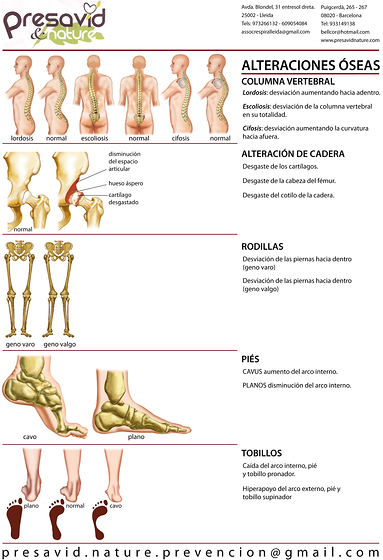 presavid
& nature
Avda. Blondel, 31 entresol dreta.
25002 - Lleida
Tels: 973266132 - 609054084
assocrespiralleida@gmail.com
Puigcerdà, 265 - 267
08020 - Barcelona
Tel: 933149138
bellcor@hotmail.com
www.presavidnature.com
ALTERACIONES ÓSEAS
COLUMNA VERTEBRAL
Lordosis: desviación aumentando hacia adentro.
Escoliosis: desviación de la columna vertebral
en su totalidad.
Cifosis: desviación aumentando la curvatura
hacia afuera.
lordosis
normal
escoliosis
normal
cifosis
normal
ALTERACIÓN DE CADERA
Desgaste de los cartílagos.
Desgaste de la cabeza del fémur.
Desgaste del cotilo de la cadera.
disminución
del espacio
articular
hueso áspero
cartílago
desgastado
normal
RODILLAS
Desviación de las piernas hacia dentro
(geno varo)
Desviación de las piernas hacia dentro
(geno valgo)
geno varo
geno valgo
PIÉS
CAVUS aumento del arco interno.
PLANOS disminución del arco interno.
cavo
plano
TOBILLOS
Caída del arco interno, pié
y tobillo pronador.
Hiperapoyo del arco externo, pié y
tobillo supinador
plano
normal
cavo
presavid.nature.prevencion@gmail.com